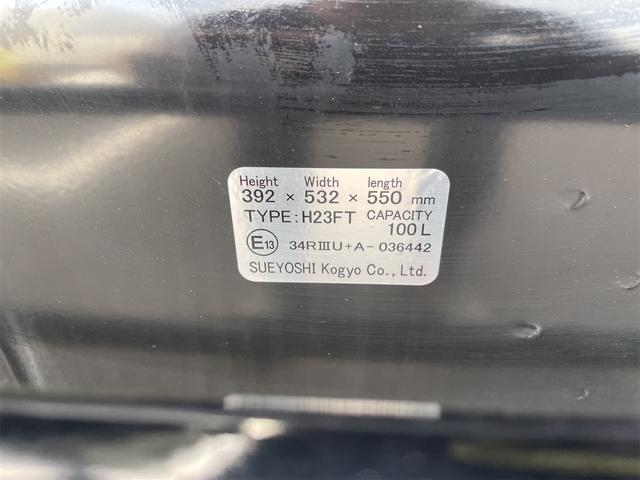 Height Width length
392 × 532 × 550 mm
TYPE: H23FT CAPACITY
100L
E13 34RⅢU+A- 036442
SUEYOSHI Kogyo Co., Ltd.